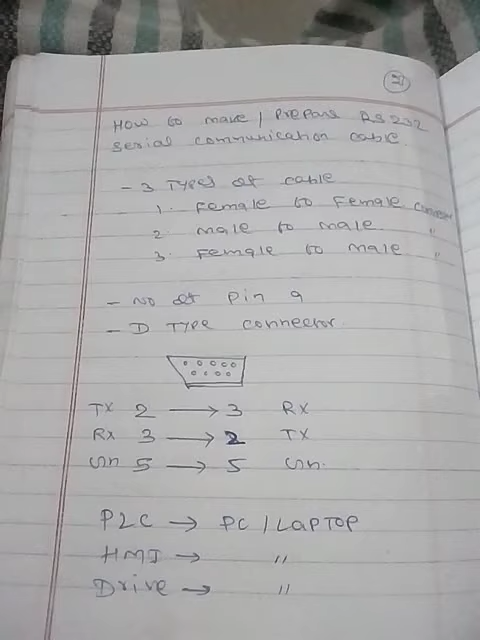 How to make / Prepare RS232
serial communication cable.
- 3 Types of cable
1. Female to Female connector
2. male to male "
3. Female to male "
- No of Pin 9
- D Type connector.
TX 2 → 3 RX
RX 3 → 2 TX
Gn 5 → 5 Gn.
PLC → PC / LAPTOP
HMI → "
Drive → "